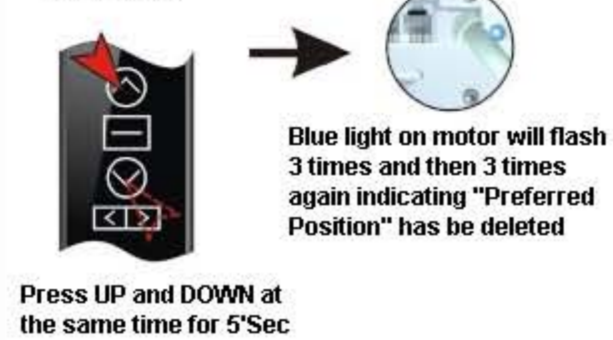 Blue light on motor will flash
3 times and then 3 times
again indicating "Preferred
Position" has be deleted
Press UP and DOWN at
the same time for 5'Sec